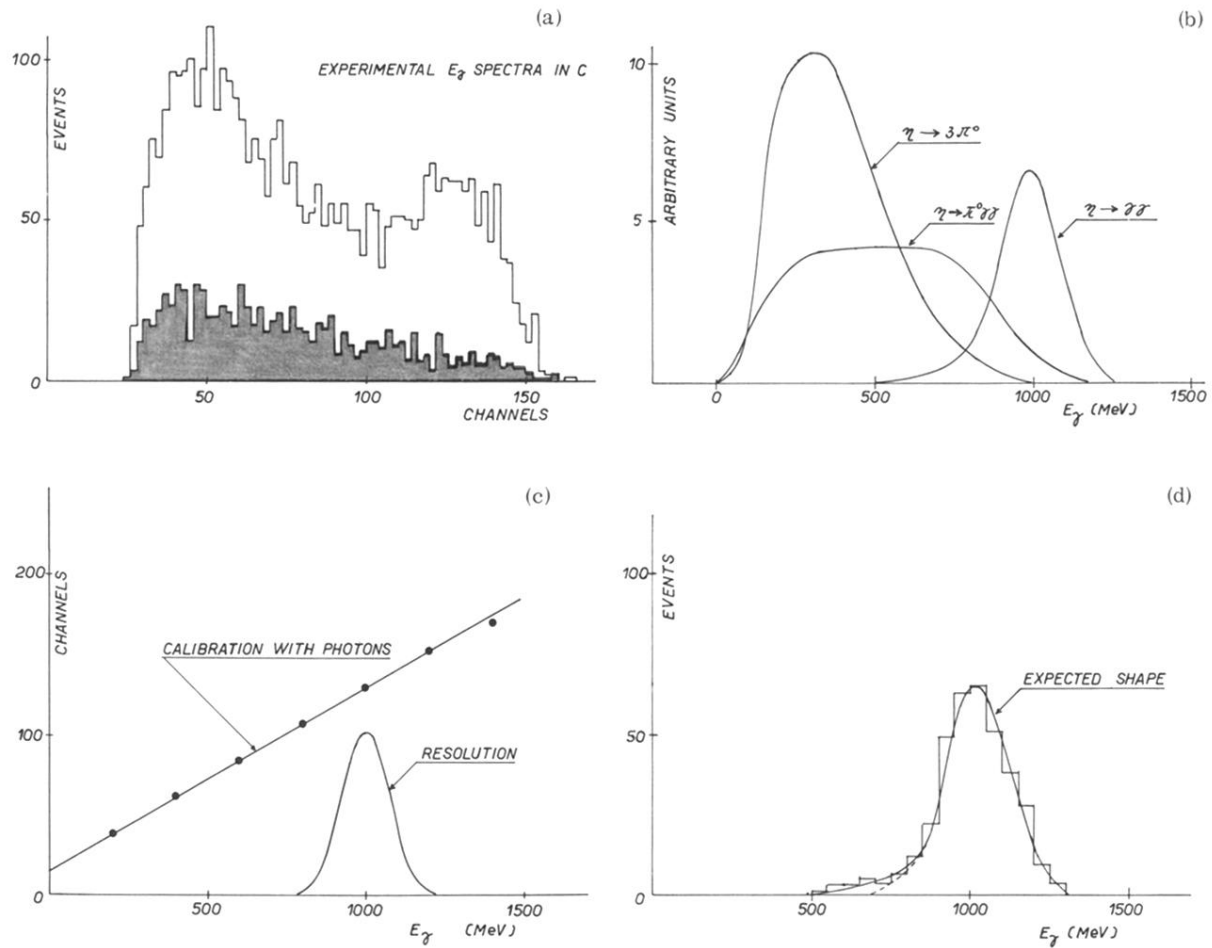 (a)
100
50
0
EVENTS
EXPERIMENTAL Eγ SPECTRA IN C
50
100
150
CHANNELS
(b)
10
5
0
ARBITRARY UNITS
η → 3π°
η → π°γγ
η → γγ
500
1000
1500
Eγ (MeV)
(c)
200
100
0
CHANNELS
CALIBRATION WITH PHOTONS
RESOLUTION
500
1000
1500
Eγ (MeV)
(d)
100
50
0
EVENTS
EXPECTED SHAPE
500
1000
1500
Eγ (MeV)